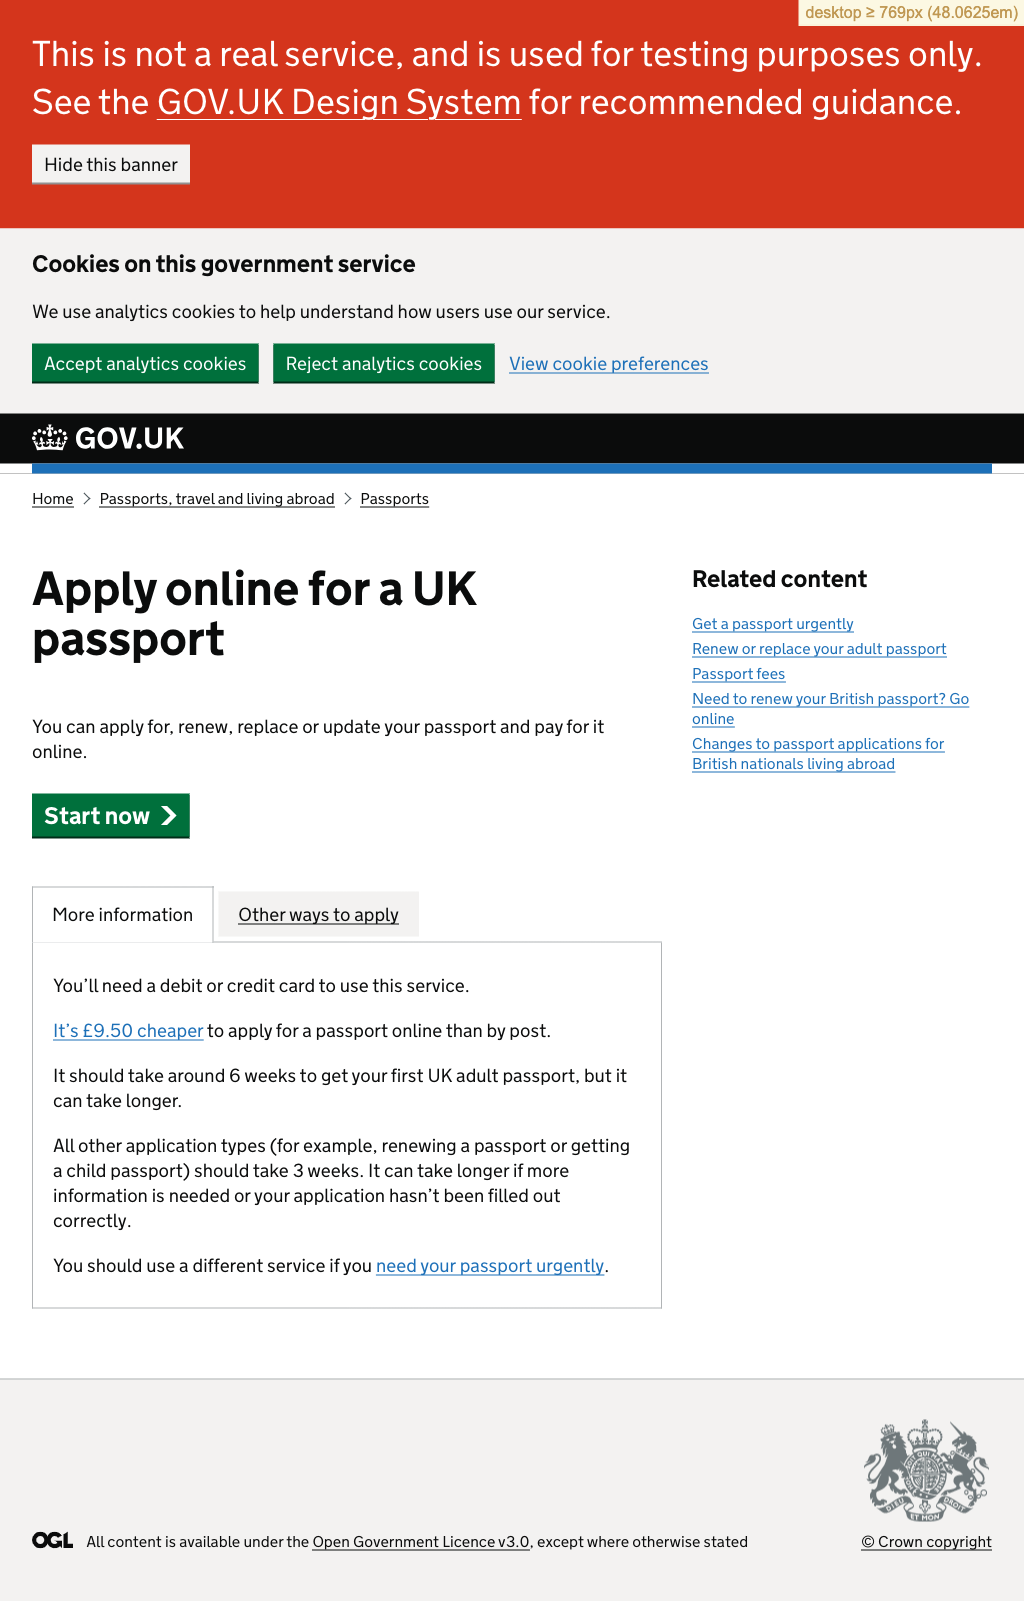 desktop ≥ 769px (48.0625em)
This is not a real service, and is used for testing purposes only.
See the GOV.UK Design System for recommended guidance.
Hide this banner
Cookies on this government service
We use analytics cookies to help understand how users use our service.
Accept analytics cookies
Reject analytics cookies
View cookie preferences
GOV.UK
Home
Passports, travel and living abroad
Passports
Apply online for a UK
passport
You can apply for, renew, replace or update your passport and pay for it
online.
Start now
More information
Other ways to apply
You’ll need a debit or credit card to use this service.
It’s £9.50 cheaper to apply for a passport online than by post.
It should take around 6 weeks to get your first UK adult passport, but it
can take longer.
All other application types (for example, renewing a passport or getting
a child passport) should take 3 weeks. It can take longer if more
information is needed or your application hasn’t been filled out
correctly.
You should use a different service if you need your passport urgently.
Related content
Get a passport urgently
Renew or replace your adult passport
Passport fees
Need to renew your British passport? Go
online
Changes to passport applications for
British nationals living abroad
OGL
All content is available under the Open Government Licence v3.0, except where otherwise stated
DIEU ET MON DROIT
© Crown copyright